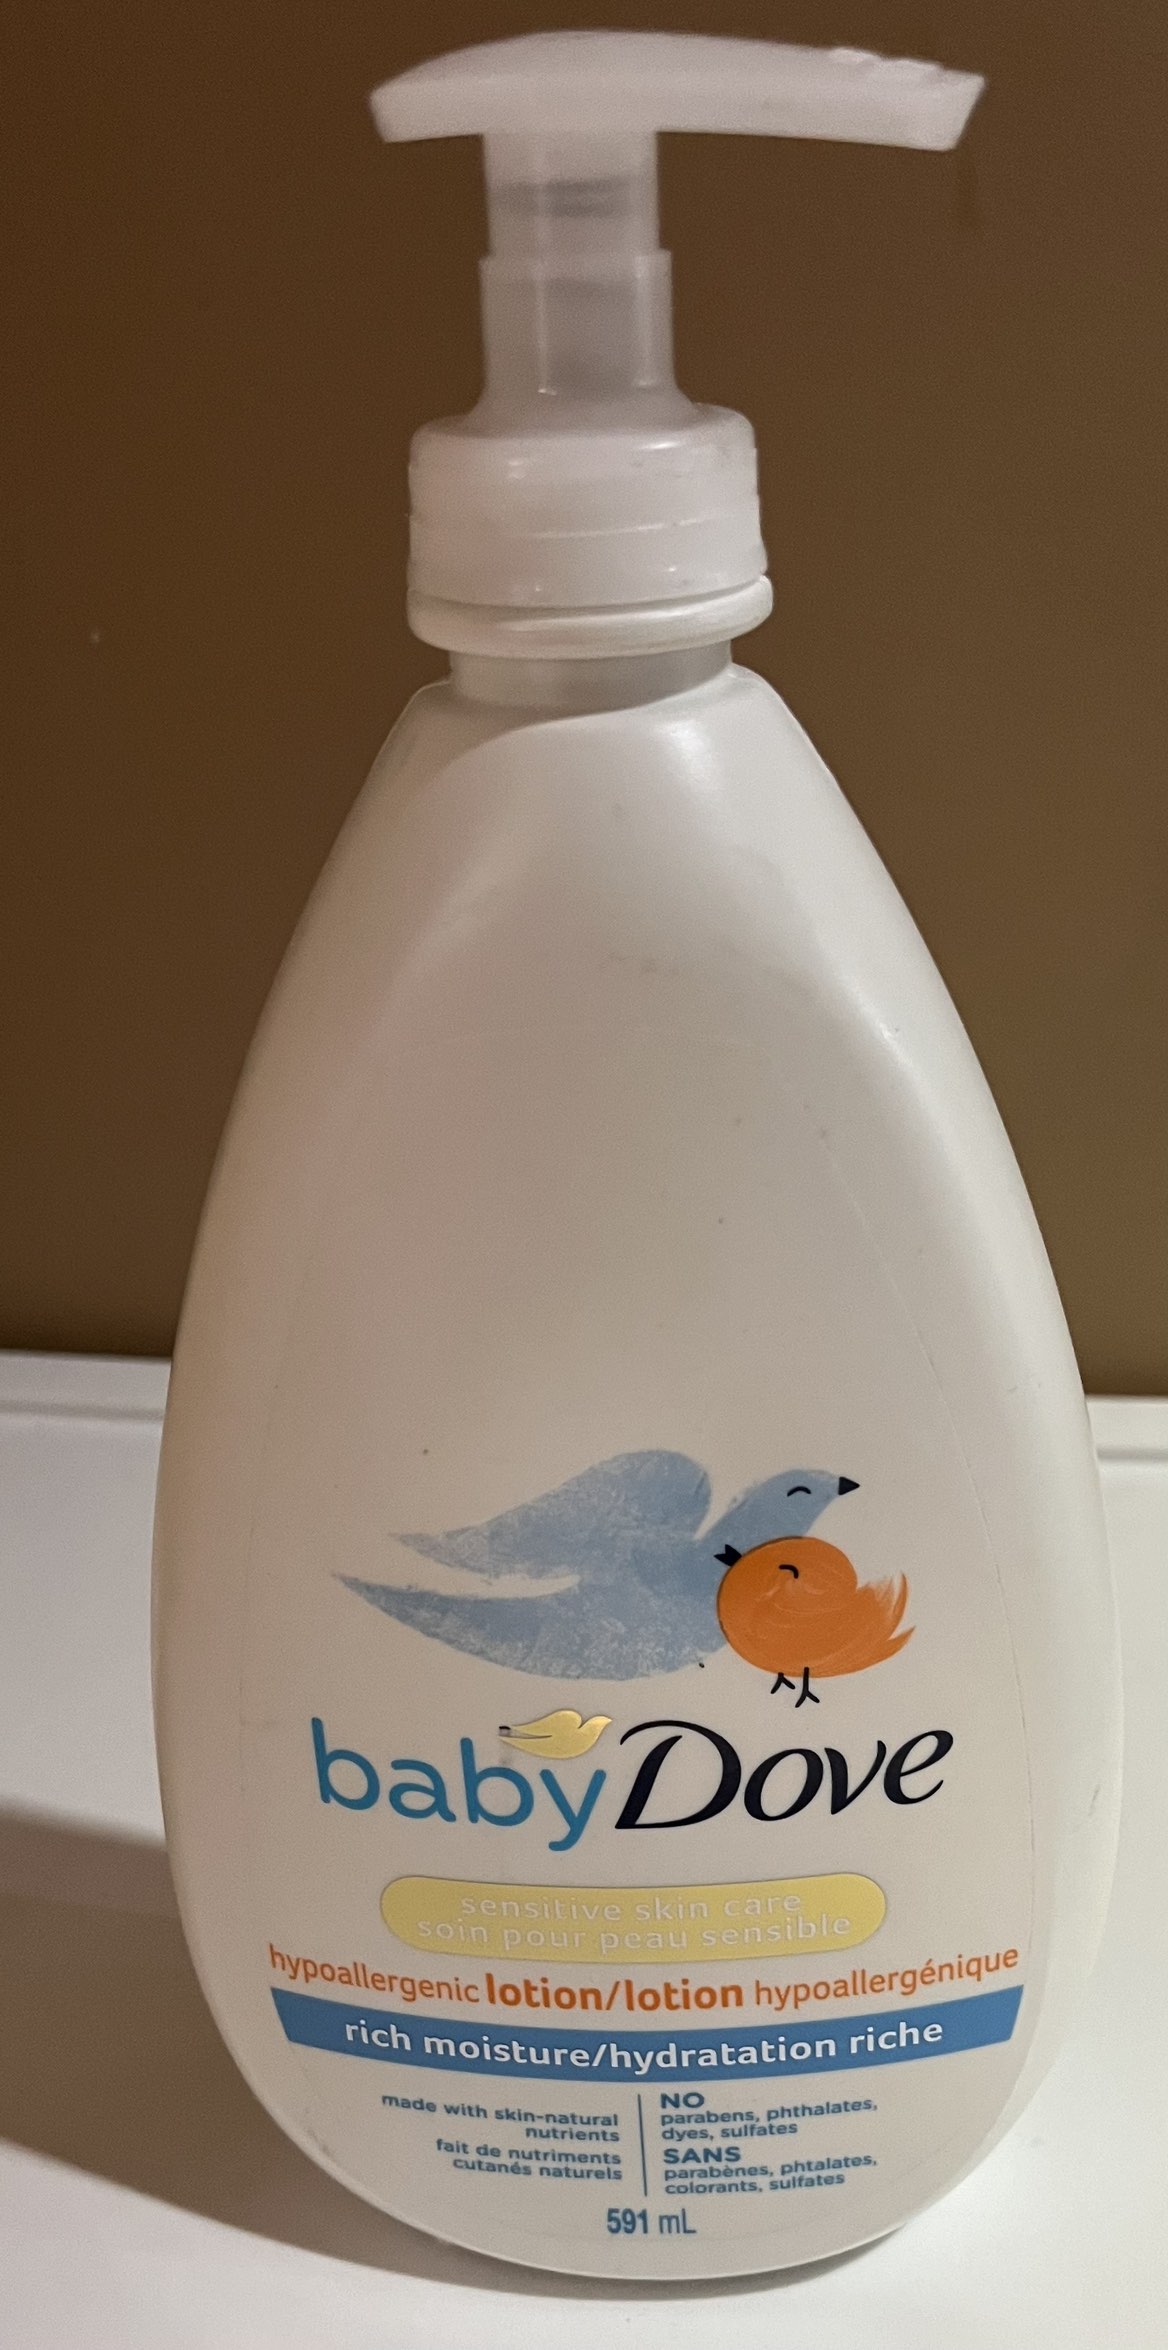 baby Dove
sensitive skin care
soin pour peau sensible
hypoallergenic lotion/lotion hypoallergénique
rich moisture/hydratation riche
made with skin-natural
nutrients
fait de nutriments
cutanés naturels
NO
parabens, phthalates,
dyes, sulfates
SANS
parabènes, phtalates,
colorants, sulfates
591 mL